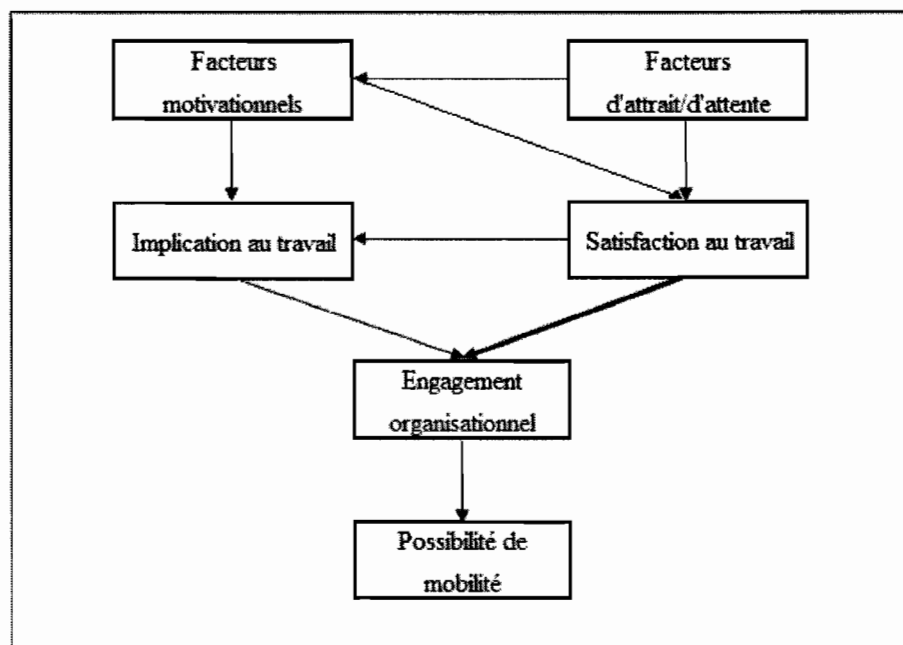 Facteurs
motivationnels
Facteurs
d'attrait/d'attente
Implication au travail
Satisfaction au travail
Engagement
organisationnel
Possibilité de
mobilité